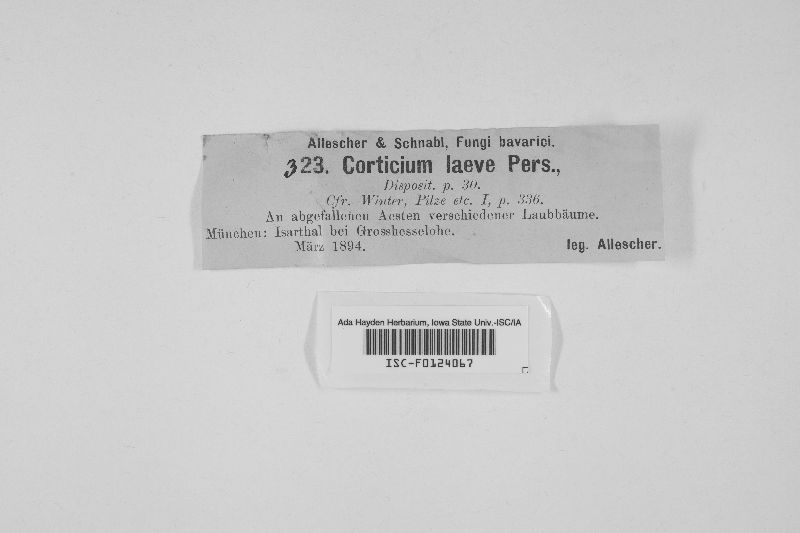 Allescher & Schnabl, Fungi bavarici.
323. Corticium laeve Pers.,
Disposit. p. 30.
Cfr. Winter, Pilze etc. I, p. 336.
An abgefallenen Aesten verschiedener Laubbäume.
München: Isarthal bei Grosshesselohe.
März 1894. leg. Allescher.
Ada Hayden Herbarium, Iowa State Univ.-ISC/IA
ISC-F0124067